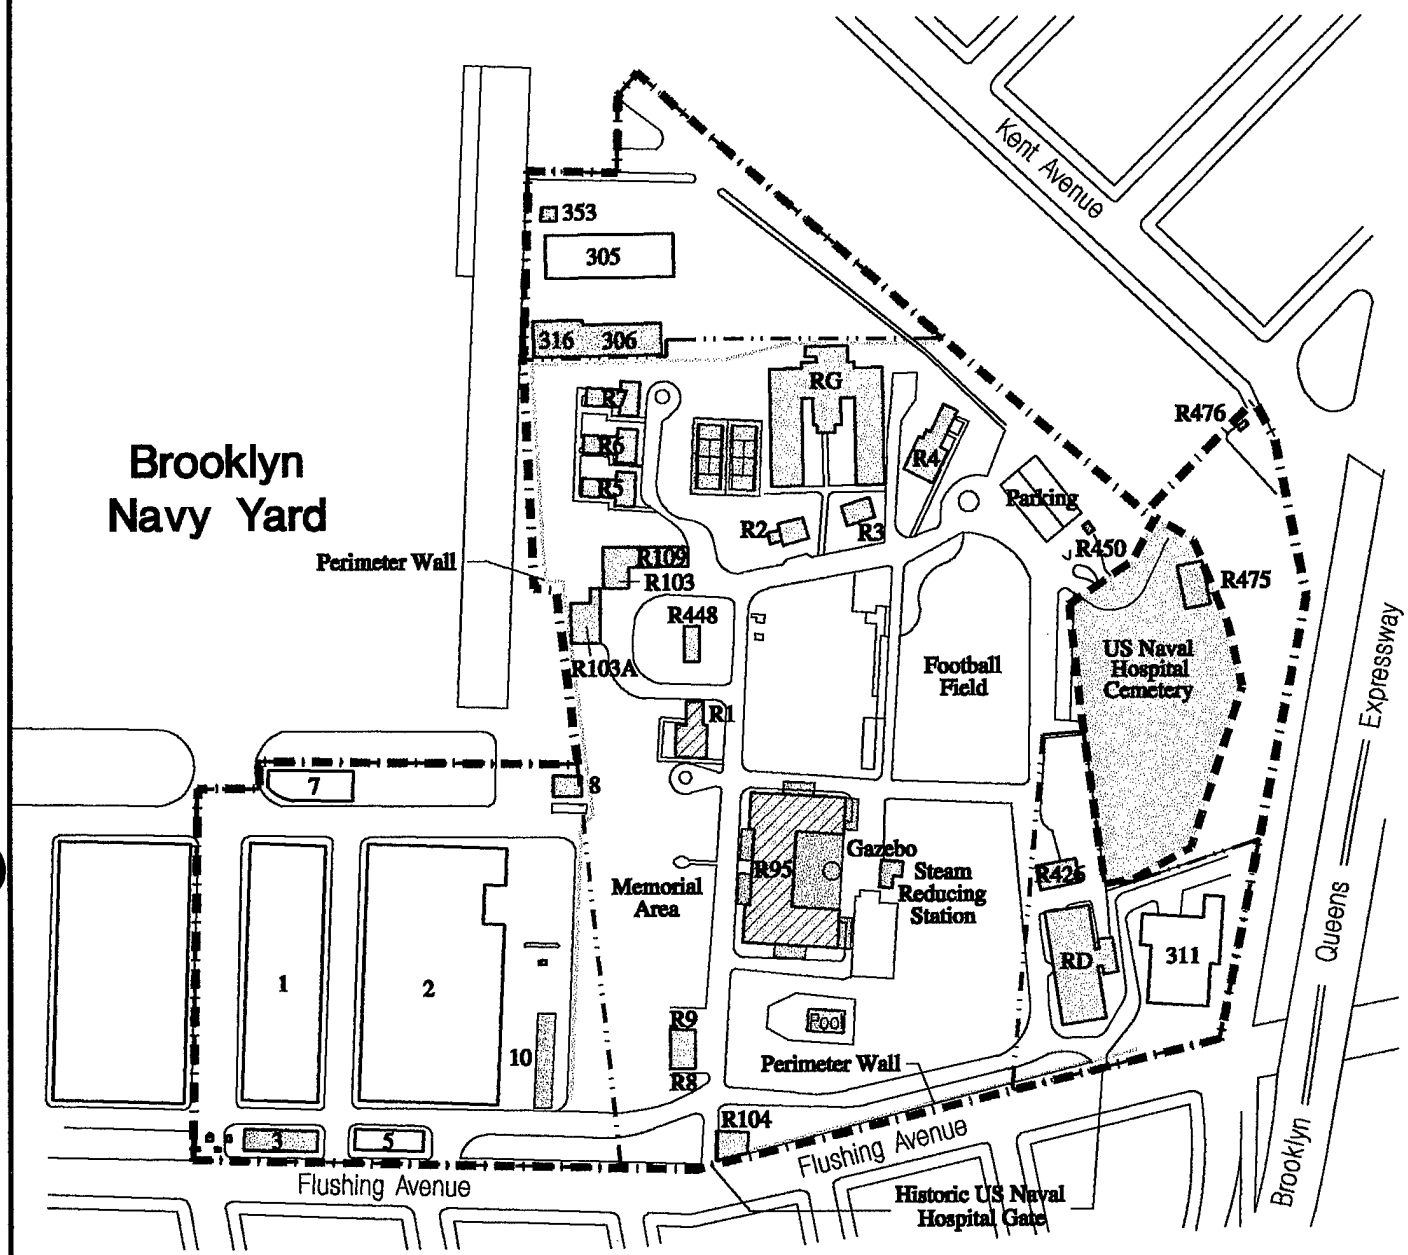 Kent Avenue
353
305
316
306
RG
R7
R476
R6
R4
Brooklyn
Navy Yard
R5
Parking
R2
R3
Perimeter Wall
R109
R450
R103
R475
R448
R103A
US Naval
Hospital
Cemetery
Football
Field
Expressway
R1
7
8
Gazebo
R95
Steam
Reducing
Station
R426
Memorial
Area
Queens
1
2
RD
311
R9
Pool
10
Perimeter Wall
R8
R104
3
5
Flushing Avenue
Flushing Avenue
Brooklyn
Historic US Naval
Hospital Gate